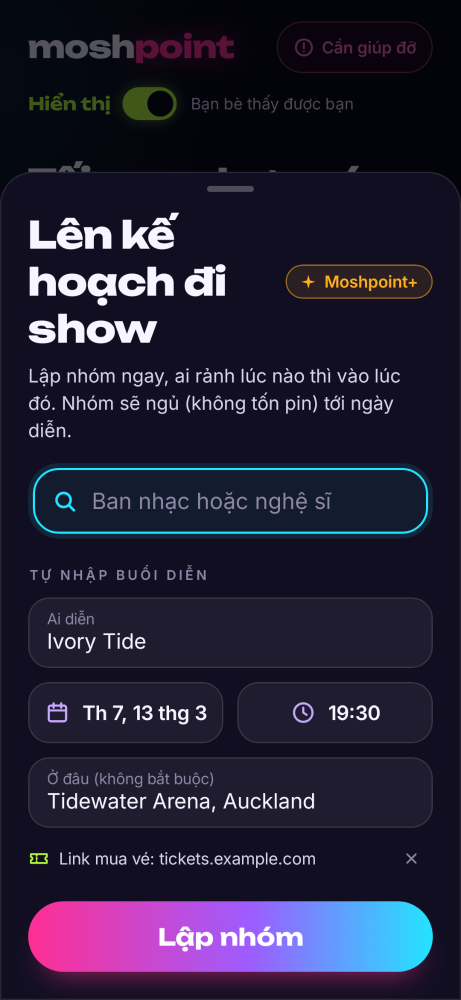 moshpoint
Cần giúp đỡ
Hiển thị
Bạn bè thấy được bạn
Lên kế
hoạch đi
show
Moshpoint+
Lập nhóm ngay, ai rảnh lúc nào thì vào lúc
đó. Nhóm sẽ ngủ (không tốn pin) tới ngày
diễn.
Ban nhạc hoặc nghệ sĩ
TỰ NHẬP BUỔI DIỄN
Ai diễn
Ivory Tide
Th 7, 13 thg 3
19:30
Ở đâu (không bắt buộc)
Tidewater Arena, Auckland
Link mua vé: tickets.example.com
Lập nhóm